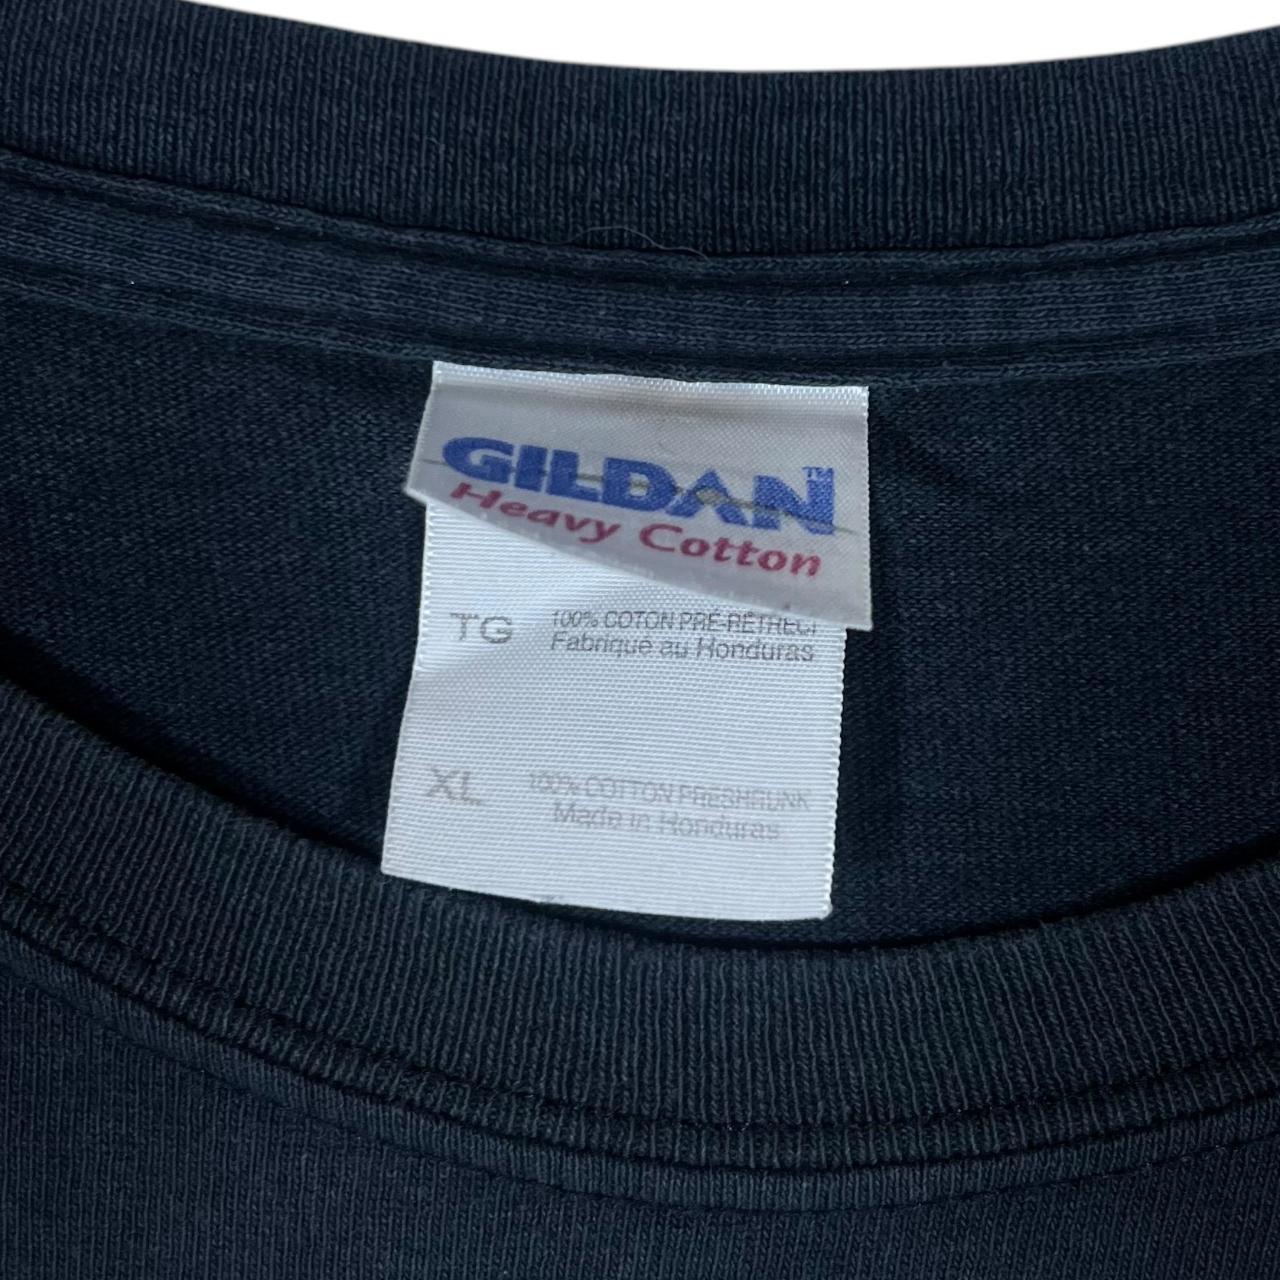 GILDAN™
Heavy Cotton
TG 100% COTON PRÉ-RÉTRÉCI
Fabriqué au Honduras
XL 100% COTTON PRESHRUNK
Made in Honduras